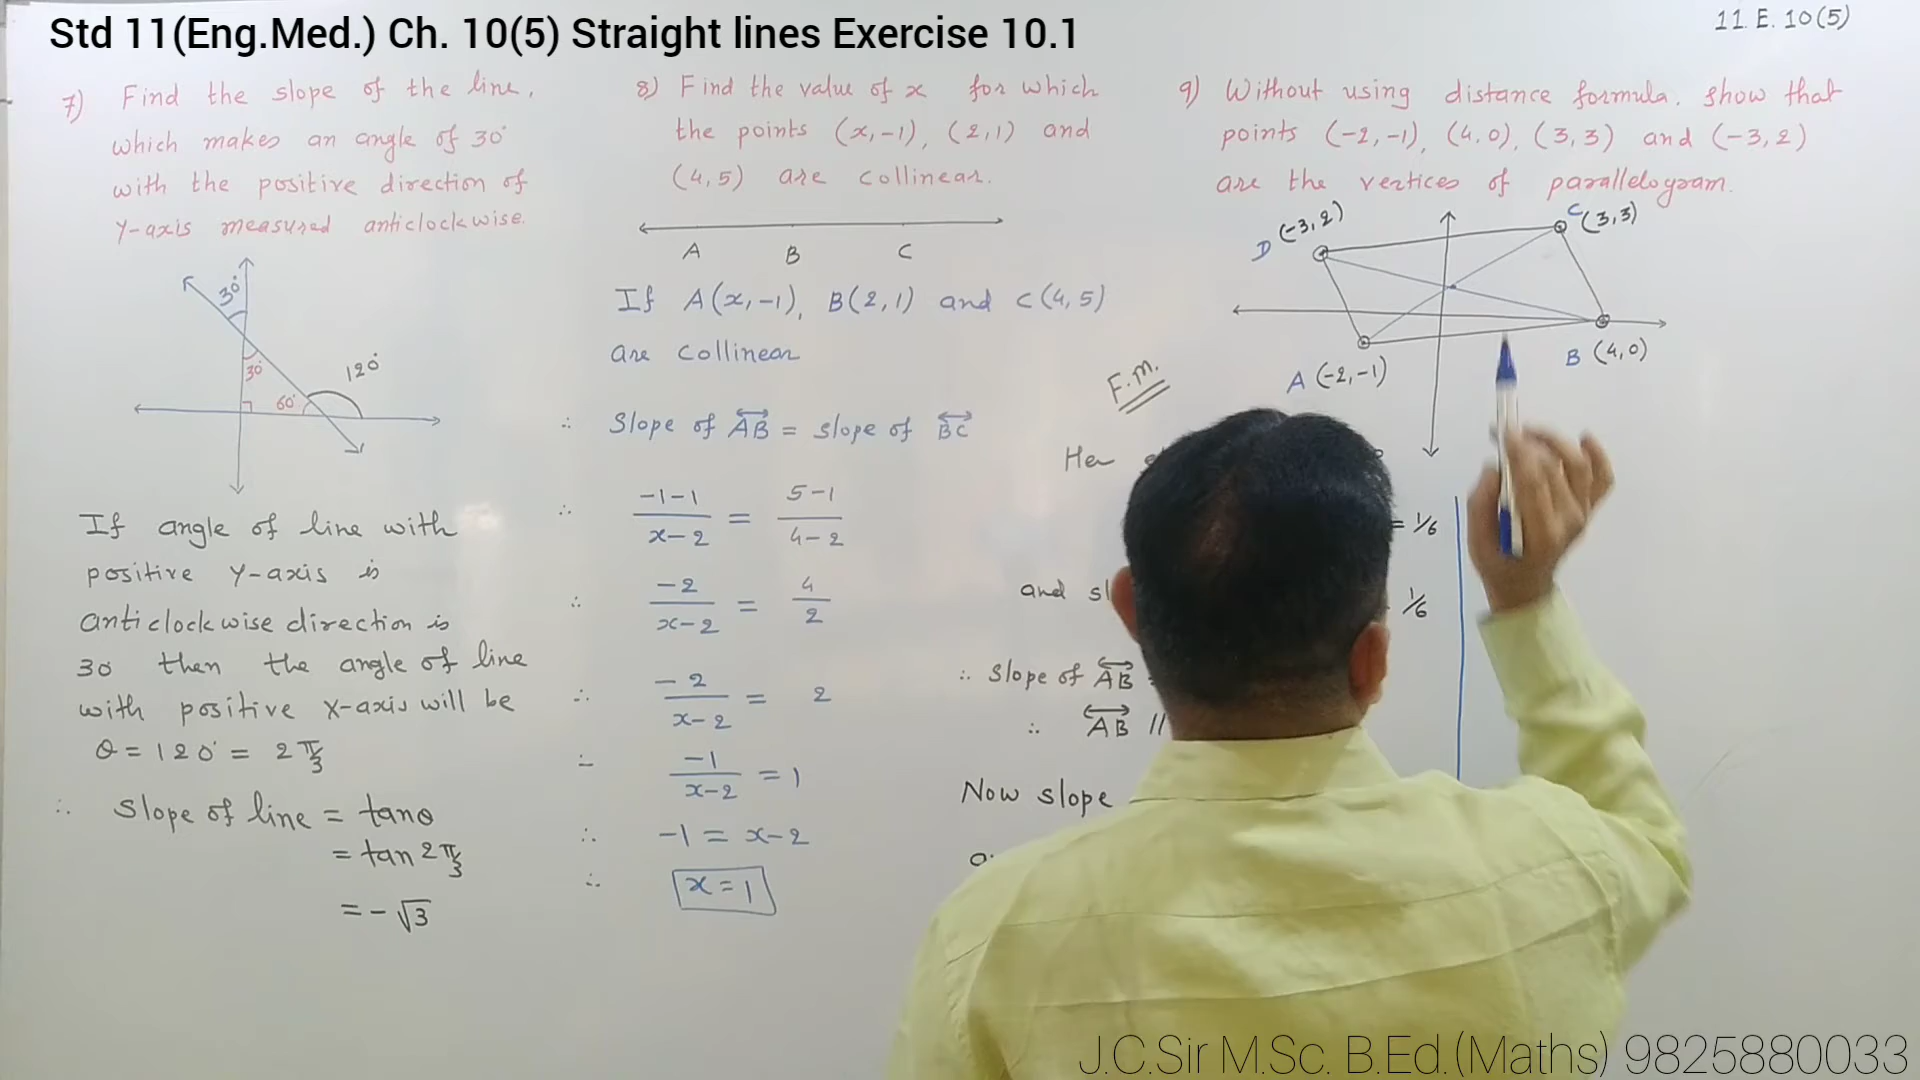 Std 11(Eng.Med.) Ch. 10(5) Straight lines Exercise 10.1
11. E. 10(5)
7) Find the slope of the line,
which makes an angle of 30°
with the positive direction of
Y-axis measured anticlockwise.
30°
30°
60°
120°
If angle of line with
positive Y-axis is
anticlockwise direction is
30 then the angle of line
with positive X-axis will be
θ = 120° = 2π/3
∴ Slope of line = tanθ
= tan 2π/3
= -√3
8) Find the value of x for which
the points (x,-1), (2,1) and
(4,5) are collinear.
A B C
If A(x,-1), B(2,1) and C(4,5)
are collinear
∴ Slope of AB = slope of BC
∴ -1-1/x-2 = 5-1/4-2
∴ -2/x-2 = 4/2
∴ -2/x-2 = 2
∴ -1/x-2 = 1
∴ -1 = x-2
∴ x = 1
9) Without using distance formula. show that
points (-2,-1), (4,0), (3,3) and (-3,2)
are the vertices of parallelogram.
D (-3,2)
C (3,3)
A (-2,-1)
B (4,0)
F.M.
Her
= 1/6
and sl
1/6
∴ Slope of AB
∴ AB //
Now slope
J.C.Sir M.Sc. B.Ed.(Maths) 9825880033